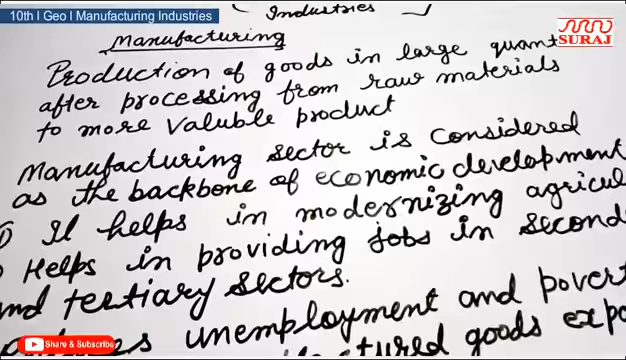 10th I Geo I Manufacturing Industries
( Industries )
SURAJ
Manufacturing
Production of goods in large quant
after processing from raw materials
to more valuble product
Manufacturing sector is considered
as the backbone of economic development
It helps in modernizing agricul
Helps in providing jobs in second
and tertiary sectors.
unemployment and povert
goods expo
Share & Subscribe